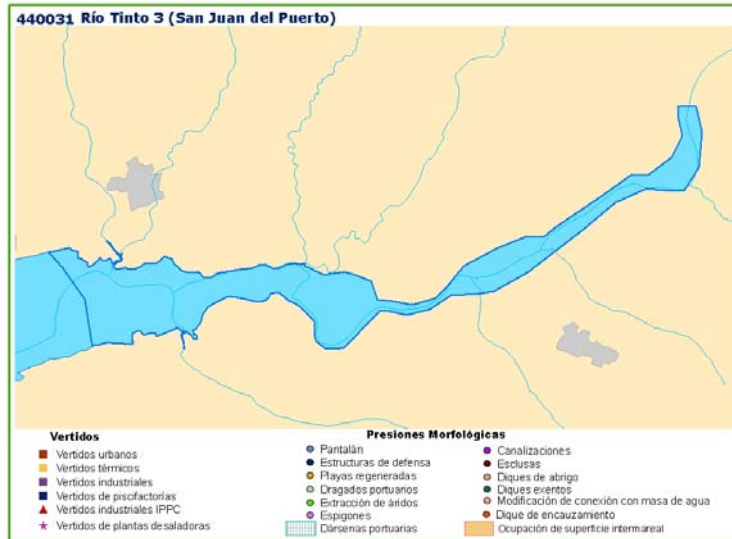 440031 Río Tinto 3 (San Juan del Puerto)
Vertidos
Vertidos urbanos
Vertidos térmicos
Vertidos industriales
Vertidos de piscifactorías
Vertidos industriales IPPC
Vertidos de plantas desaladoras
Presiones Morfológicas
Pantalán
Estructuras de defensa
Playas regeneradas
Dragados portuarios
Extracción de áridos
Espigones
Dársenas portuarias
Canalizaciones
Esclusas
Diques de abrigo
Diques exentos
Modificación de conexión con masa de agua
Dique de encauzamiento
Ocupación de superficie intermareal